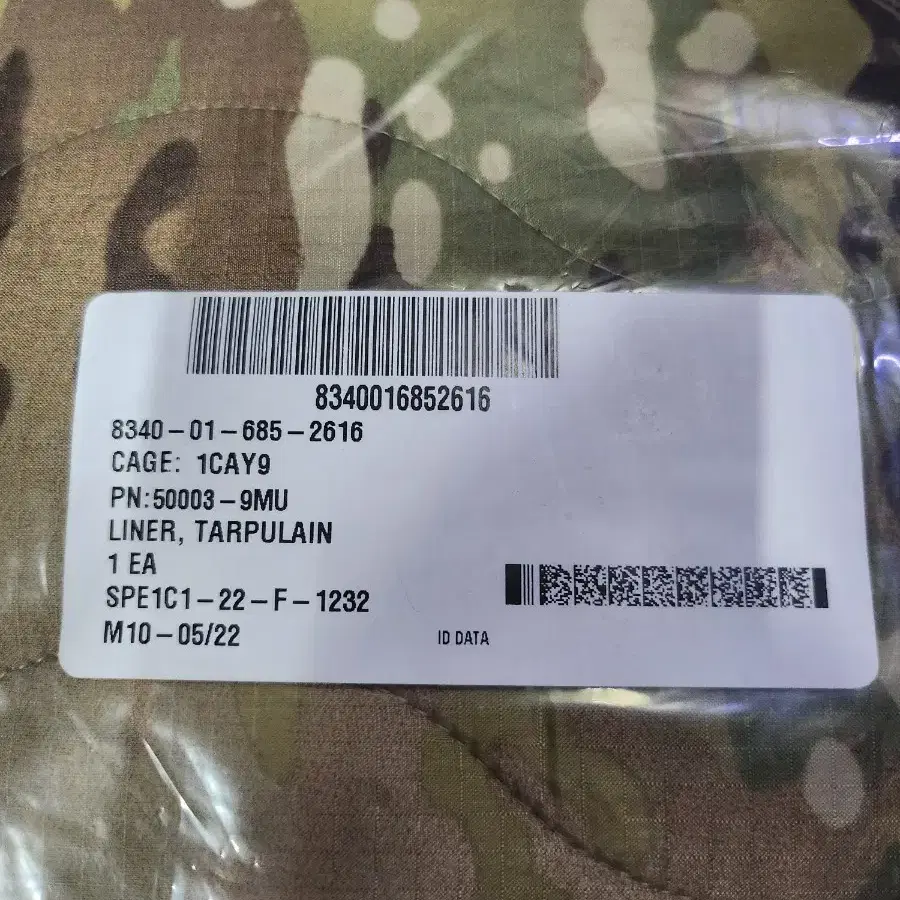 8340016852616
8340-01-685-2616
CAGE: 1CAY9
PN:50003-9MU
LINER, TARPULAIN
1 EA
SPE1C1-22-F-1232
M10-05/22
ID DATA